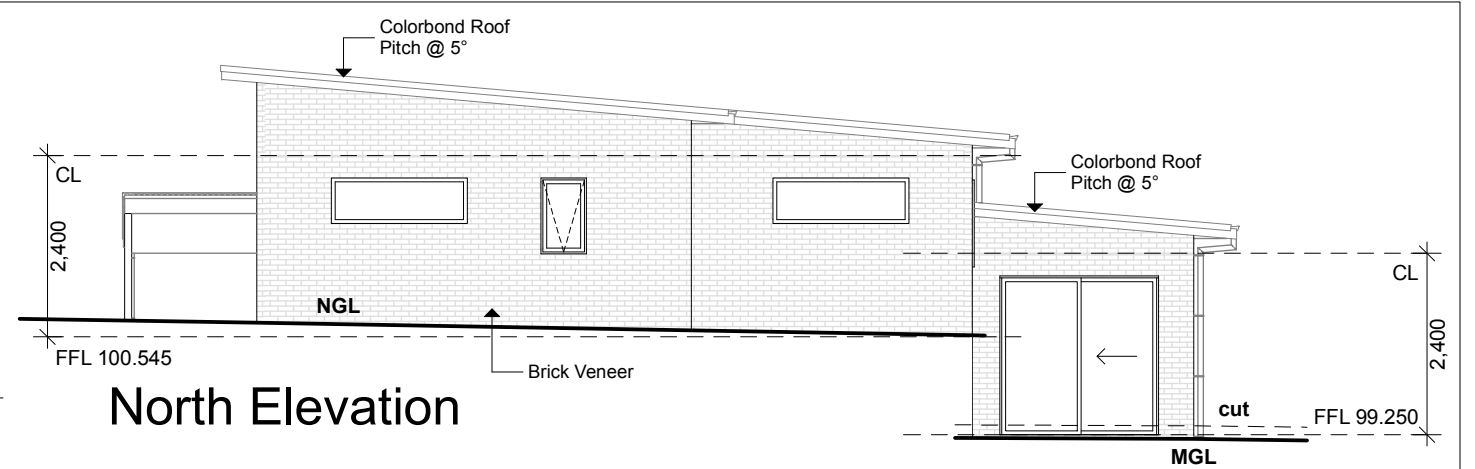 Colorbond Roof
Pitch @ 5°
Colorbond Roof
Pitch @ 5°
CL
2,400
CL
2,400
NGL
FFL 100.545
Brick Veneer
North Elevation
cut
FFL 99.250
MGL